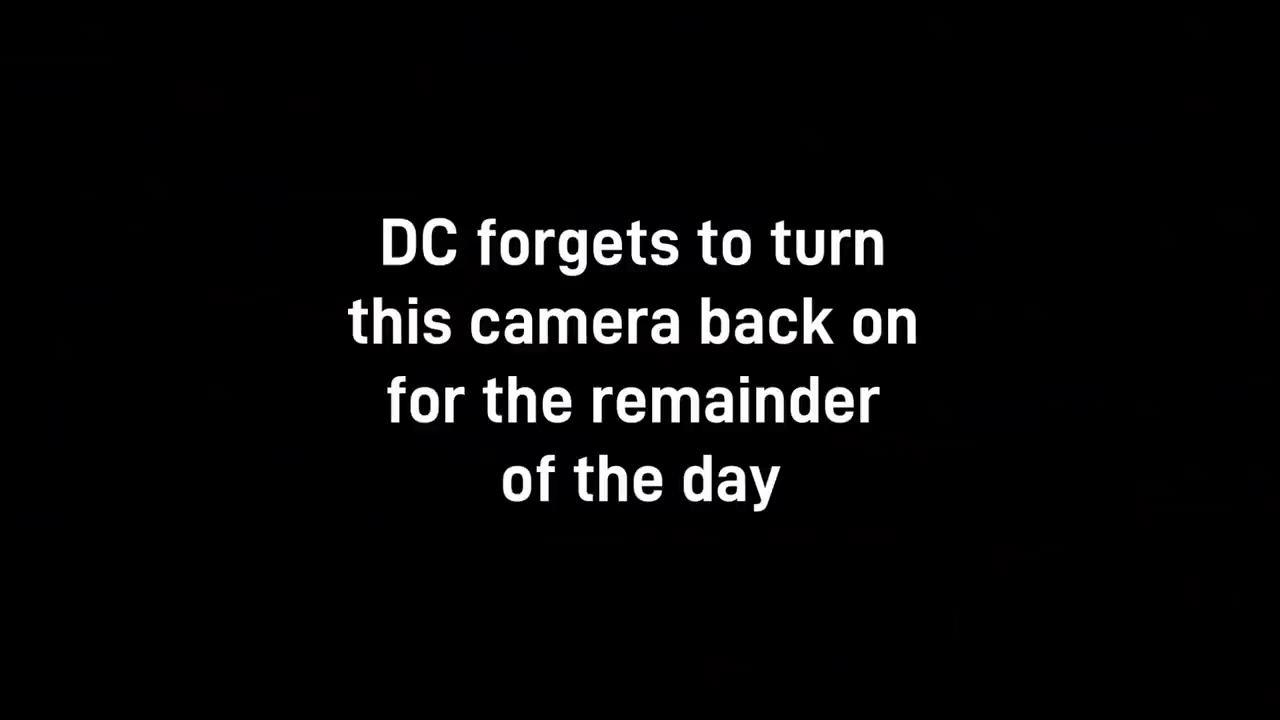 DC forgets to turn
this camera back on
for the remainder
of the day